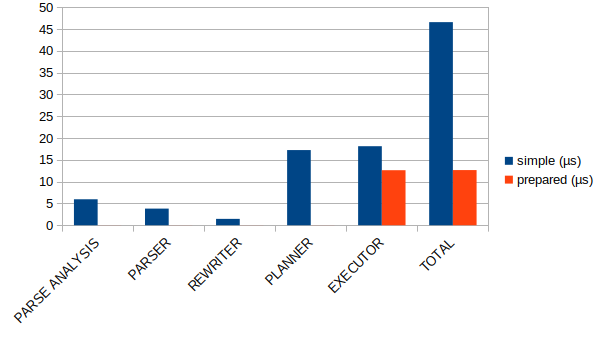 50
45
40
35
30
25
20
15
10
5
0
PARSE ANALYSIS
PARSER
REWRITER
PLANNER
EXECUTOR
TOTAL
simple (µs)
prepared (µs)